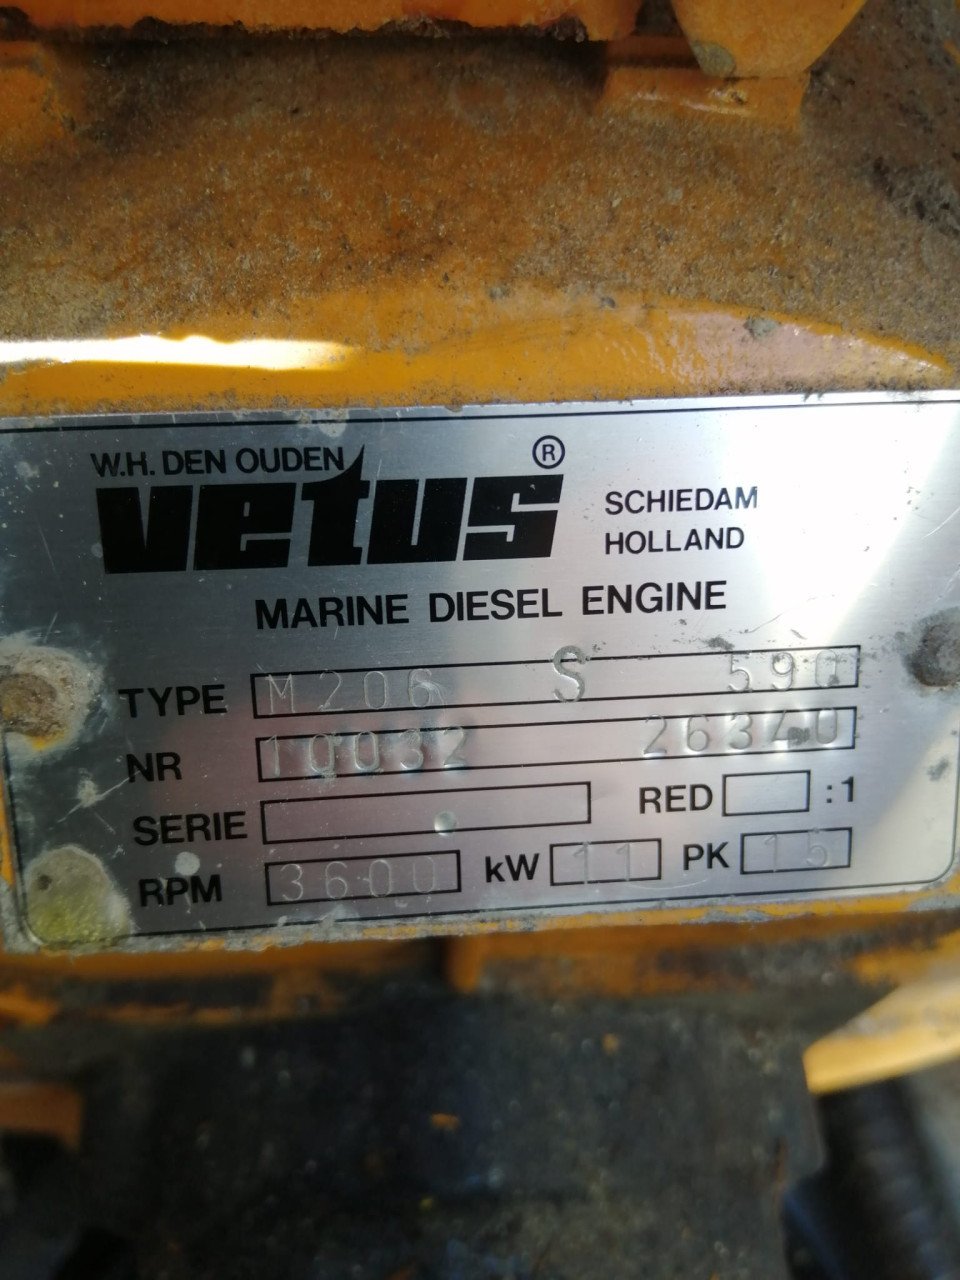 W.H. DEN OUDEN
vetus ®
SCHIEDAM
HOLLAND
MARINE DIESEL ENGINE
TYPE M206 S 590
NR 10032 26340
SERIE RED :1
RPM 3600 kW 11 PK 15